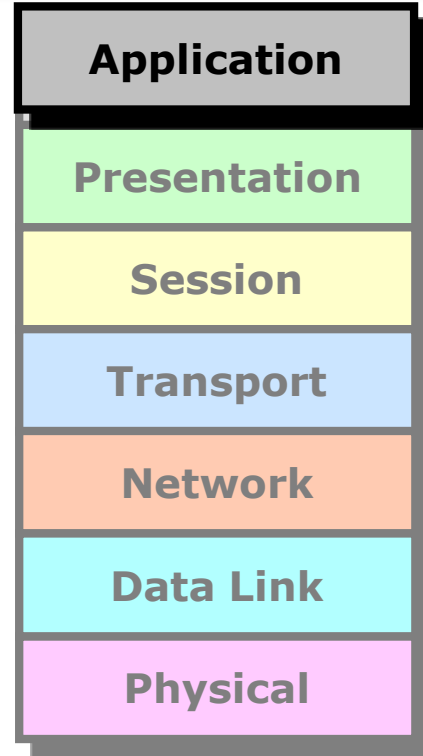 Application
Presentation
Session
Transport
Network
Data Link
Physical